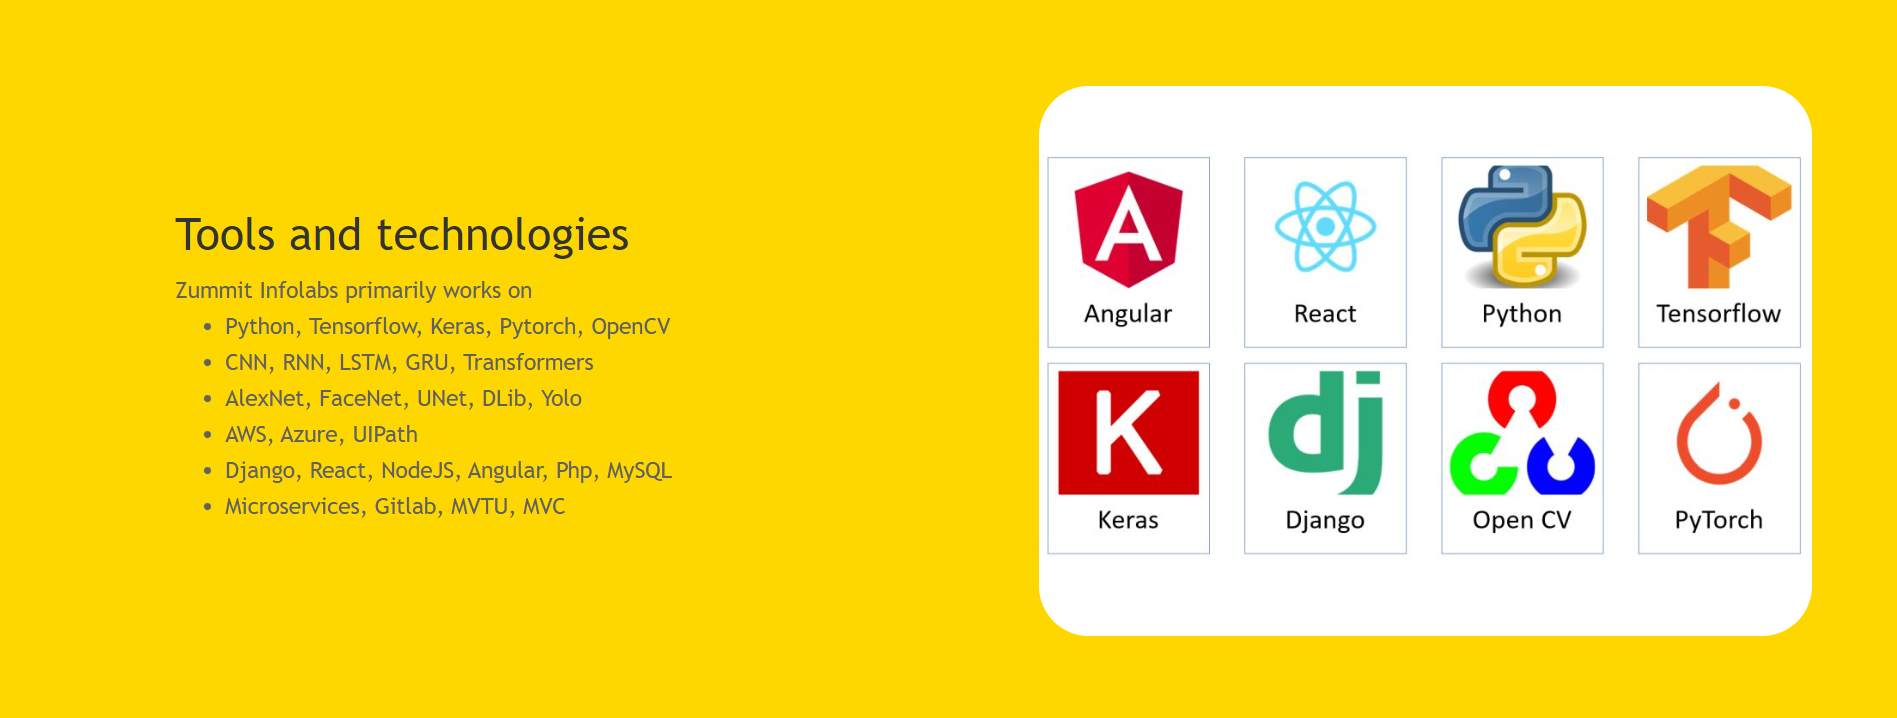 Tools and technologies
Zummit Infolabs primarily works on
• Python, Tensorflow, Keras, Pytorch, OpenCV
• CNN, RNN, LSTM, GRU, Transformers
• AlexNet, FaceNet, UNet, DLib, Yolo
• AWS, Azure, UIPath
• Django, React, NodeJS, Angular, Php, MySQL
• Microservices, Gitlab, MVTU, MVC
A
Angular
React
Python
Tensorflow
K
Keras
dj
Django
Open CV
PyTorch